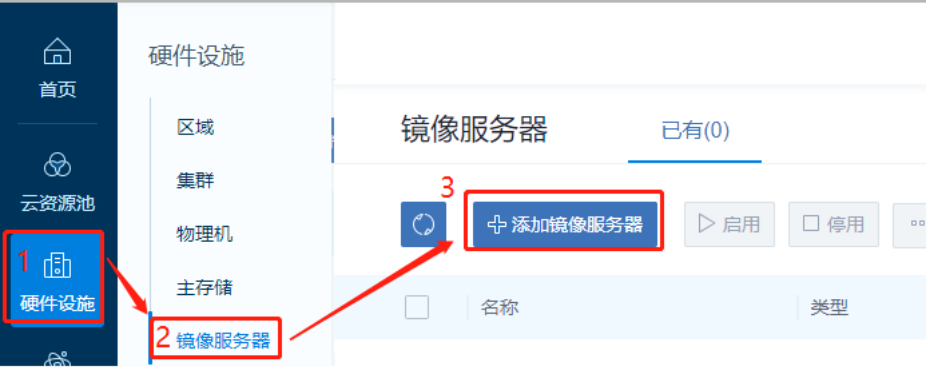 首页
云资源池
1
硬件设施
硬件设施
区域
集群
物理机
主存储
2 镜像服务器
镜像服务器
已有(0)
3
添加镜像服务器
启用
停用
名称
类型